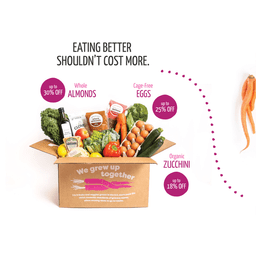 EATING BETTER
SHOULDN'T COST MORE.
up to
30% OFF
Whole
ALMONDS
Cage-Free
EGGS
up to
25% OFF
Organic
ZUCCHINI
up to
18% OFF
We grew up
together